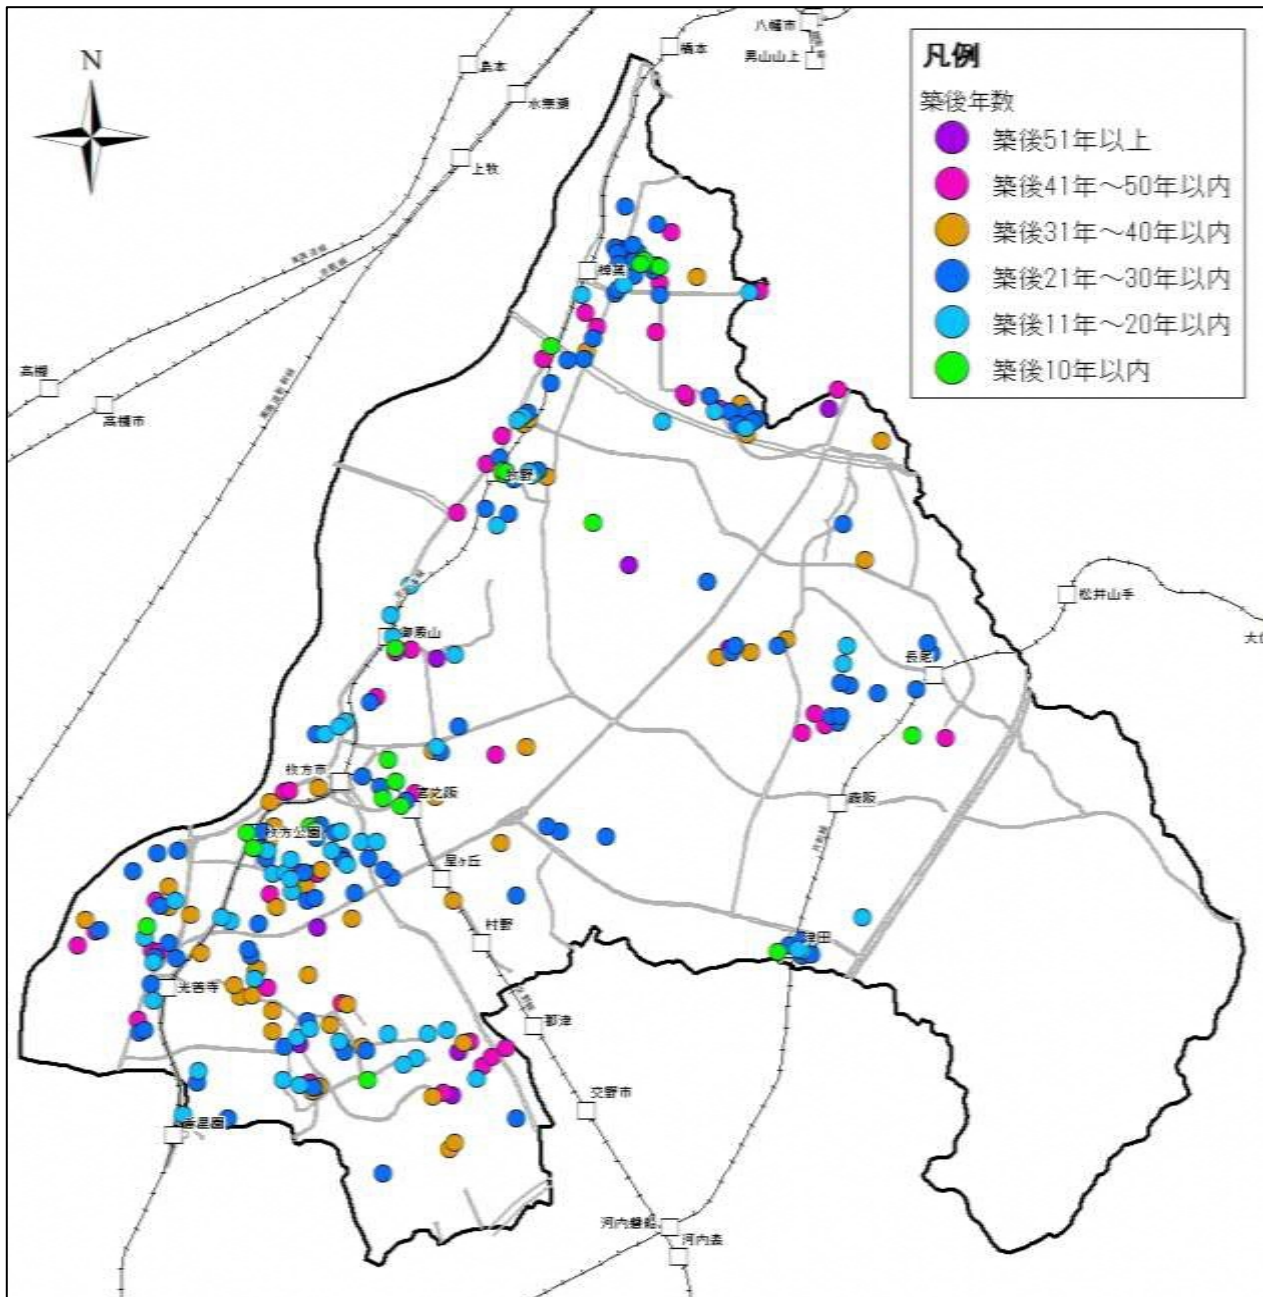 N
橋本
八幡市
男山山上
島本
水無瀬
上牧
凡例
築後年数
築後51年以上
築後41年～50年以内
築後31年～40年以内
築後21年～30年以内
築後11年～20年以内
築後10年以内
樟葉
高槻
高槻市
牧野
松井山手
御殿山
長尾
枚方市
宮之阪
藤阪
枚方公園
星ヶ丘
村野
津田
光善寺
郡津
交野市
香里園
河内磐船
河内森